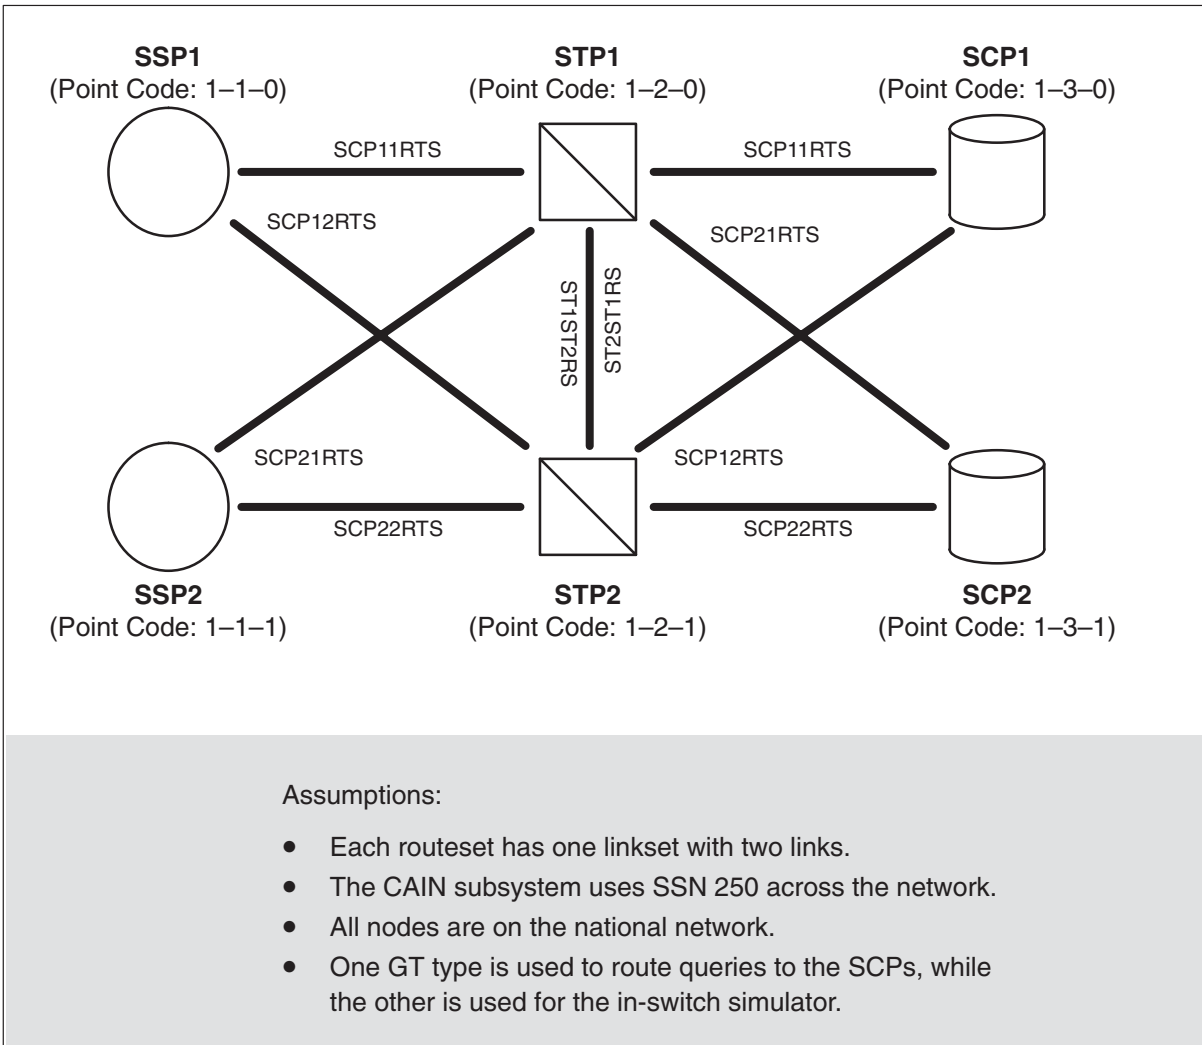 SSP1
(Point Code: 1–1–0)
STP1
(Point Code: 1–2–0)
SCP1
(Point Code: 1–3–0)
SCP11RTS
SCP11RTS
SCP12RTS
SCP21RTS
ST1ST2RS
ST2ST1RS
SCP21RTS
SCP12RTS
SCP22RTS
SCP22RTS
SSP2
(Point Code: 1–1–1)
STP2
(Point Code: 1–2–1)
SCP2
(Point Code: 1–3–1)
Assumptions:
● Each routeset has one linkset with two links.
● The CAIN subsystem uses SSN 250 across the network.
● All nodes are on the national network.
● One GT type is used to route queries to the SCPs, while
the other is used for the in-switch simulator.